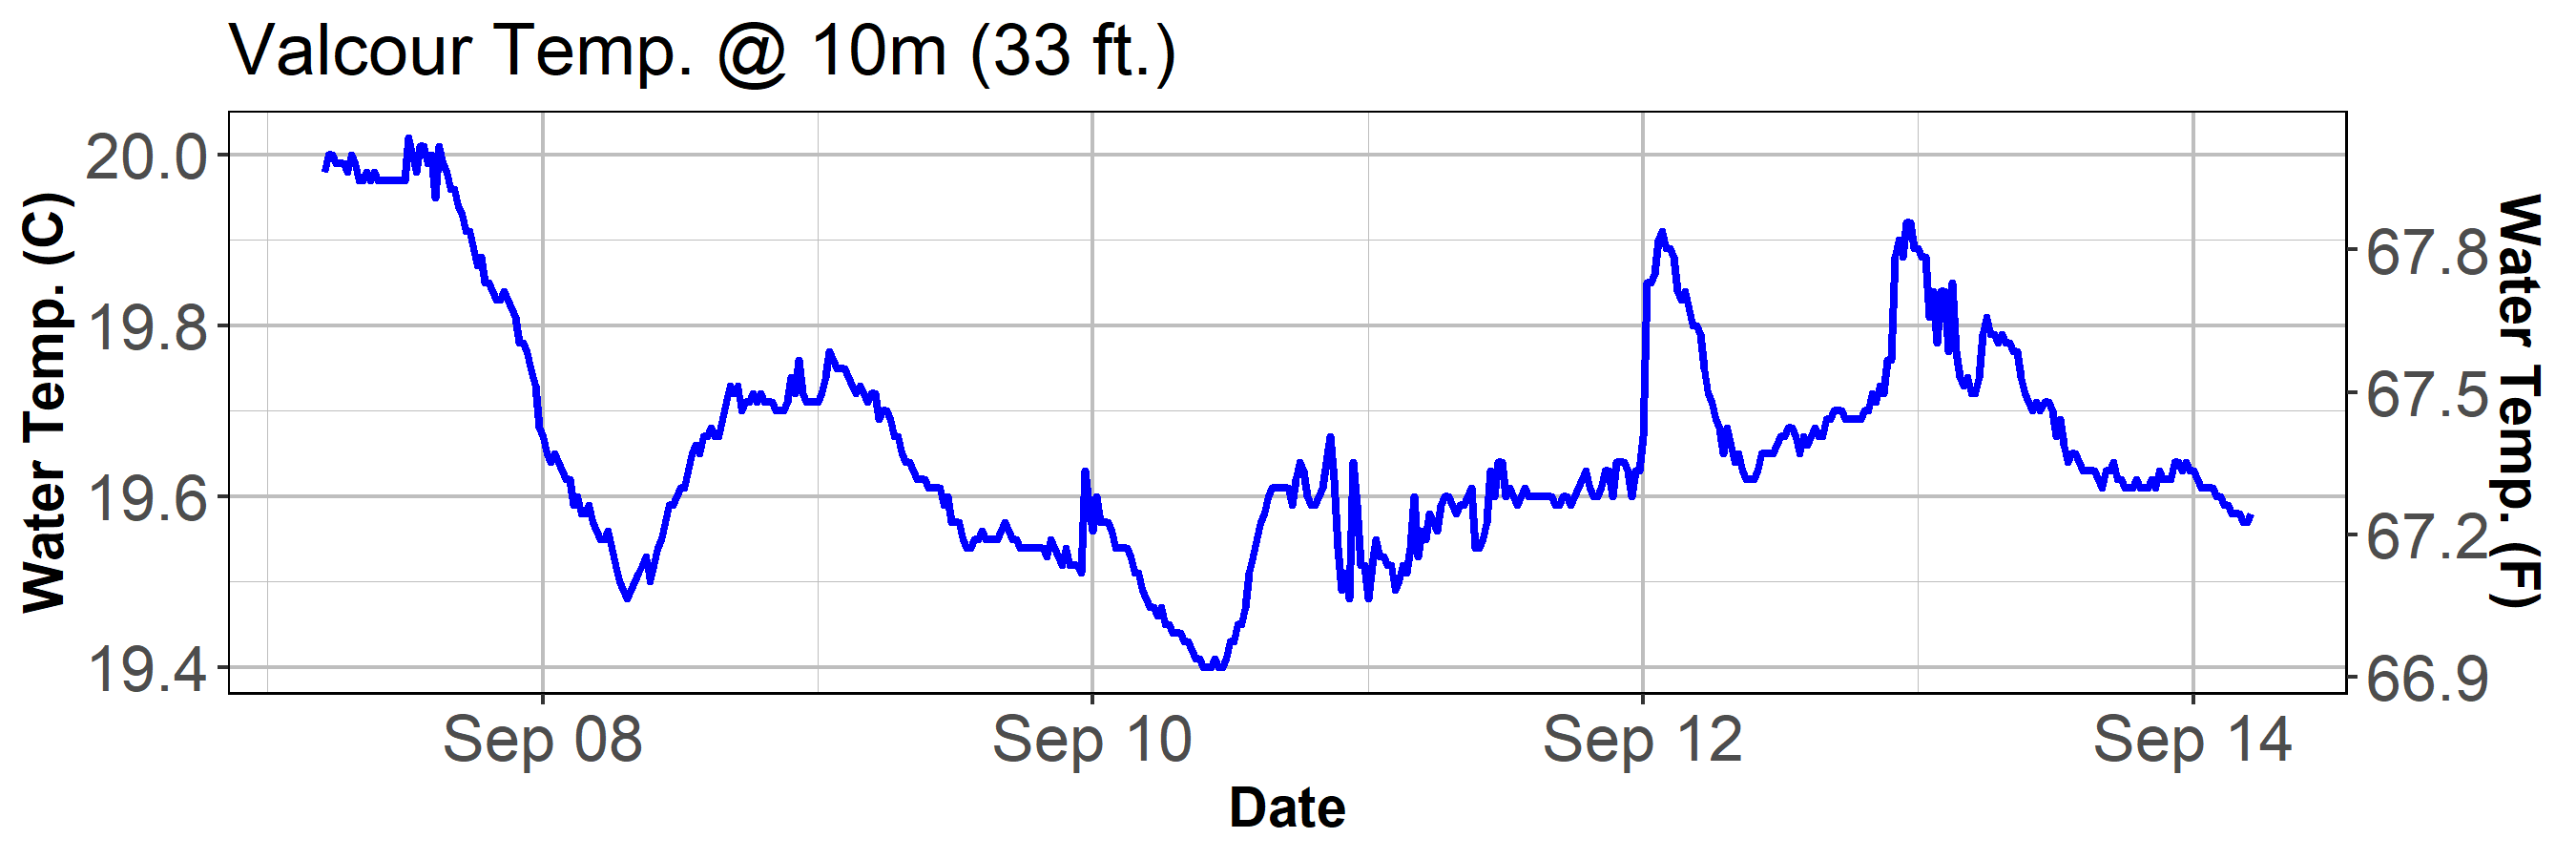 Valcour Temp. @ 10m (33 ft.)
Water Temp. (C)
20.0
19.8
19.6
19.4
67.8
67.5
67.2
66.9
Water Temp. (F)
Sep 08 Sep 10 Sep 12 Sep 14
Date